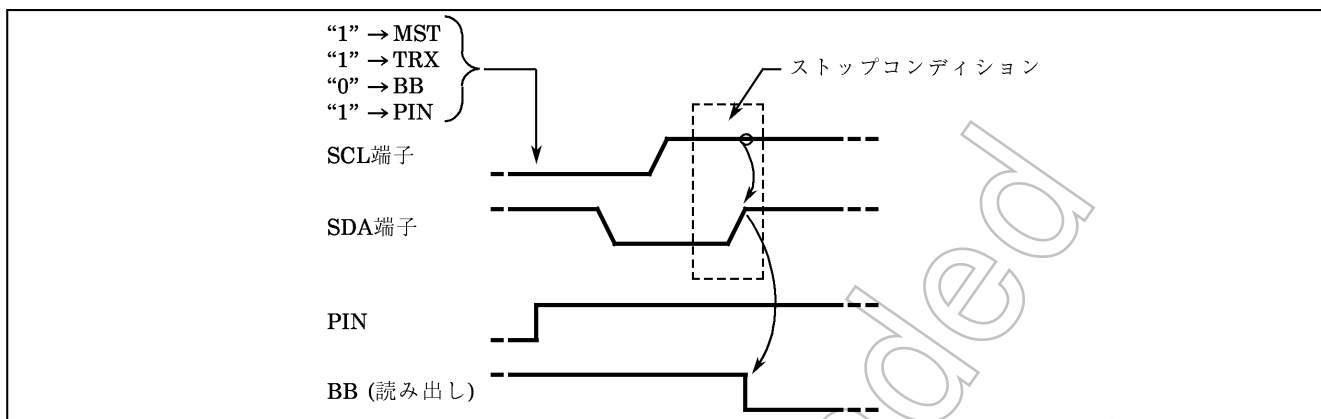 “1” → MST
“1” → TRX
“0” → BB
“1” → PIN
ストップコンディション
SCL端子
SDA端子
PIN
BB (読み出し)
ded